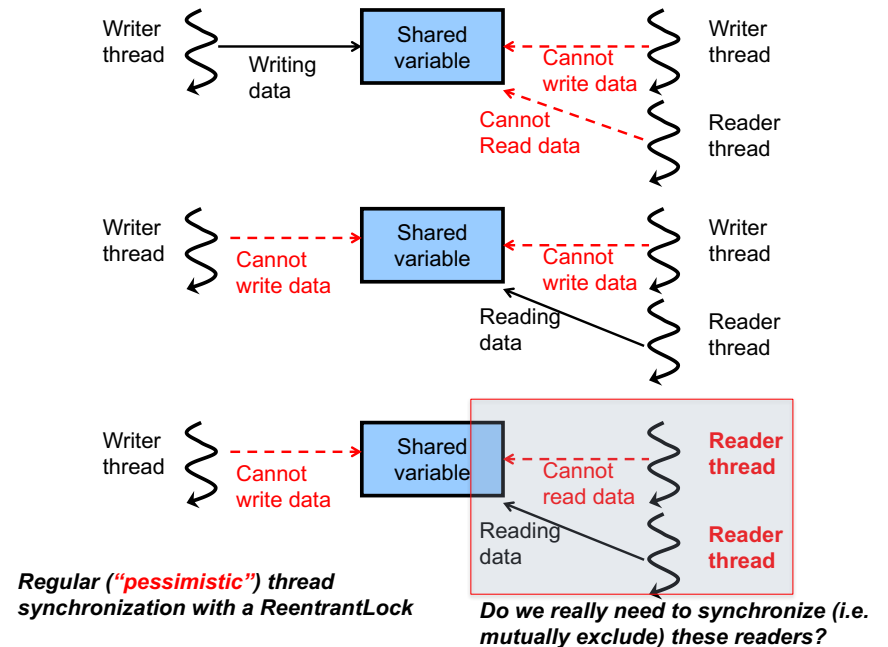 Writer
thread
Writing
data
Shared
variable
Cannot
write data
Writer
thread
Cannot
Read data
Reader
thread
Writer
thread
Cannot
write data
Shared
variable
Cannot
write data
Writer
thread
Reading
data
Reader
thread
Writer
thread
Cannot
write data
Shared
variable
Cannot
read data
Reader
thread
Reading
data
Reader
thread
Regular (“pessimistic”) thread
synchronization with a ReentrantLock
Do we really need to synchronize (i.e.
mutually exclude) these readers?